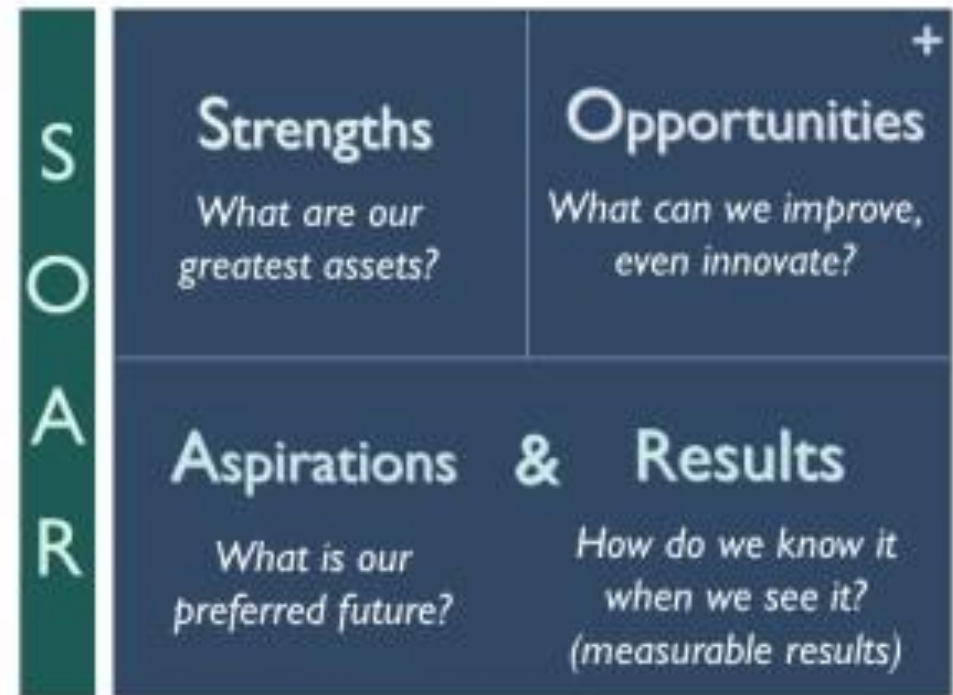 S
O
A
R
+
Strengths
What are our
greatest assets?
Opportunities
What can we improve,
even innovate?
Aspirations & Results
What is our
preferred future?
How do we know it
when we see it?
(measurable results)